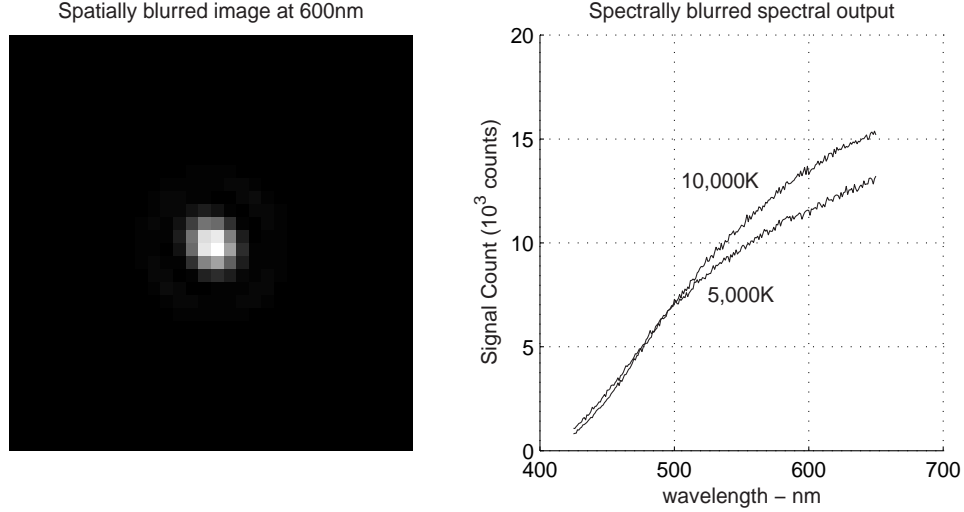 Spatially blurred image at 600nm
Spectrally blurred spectral output
20
15
10
5
0
Signal Count (10³ counts)
10,000K
5,000K
400
500
600
700
wavelength – nm